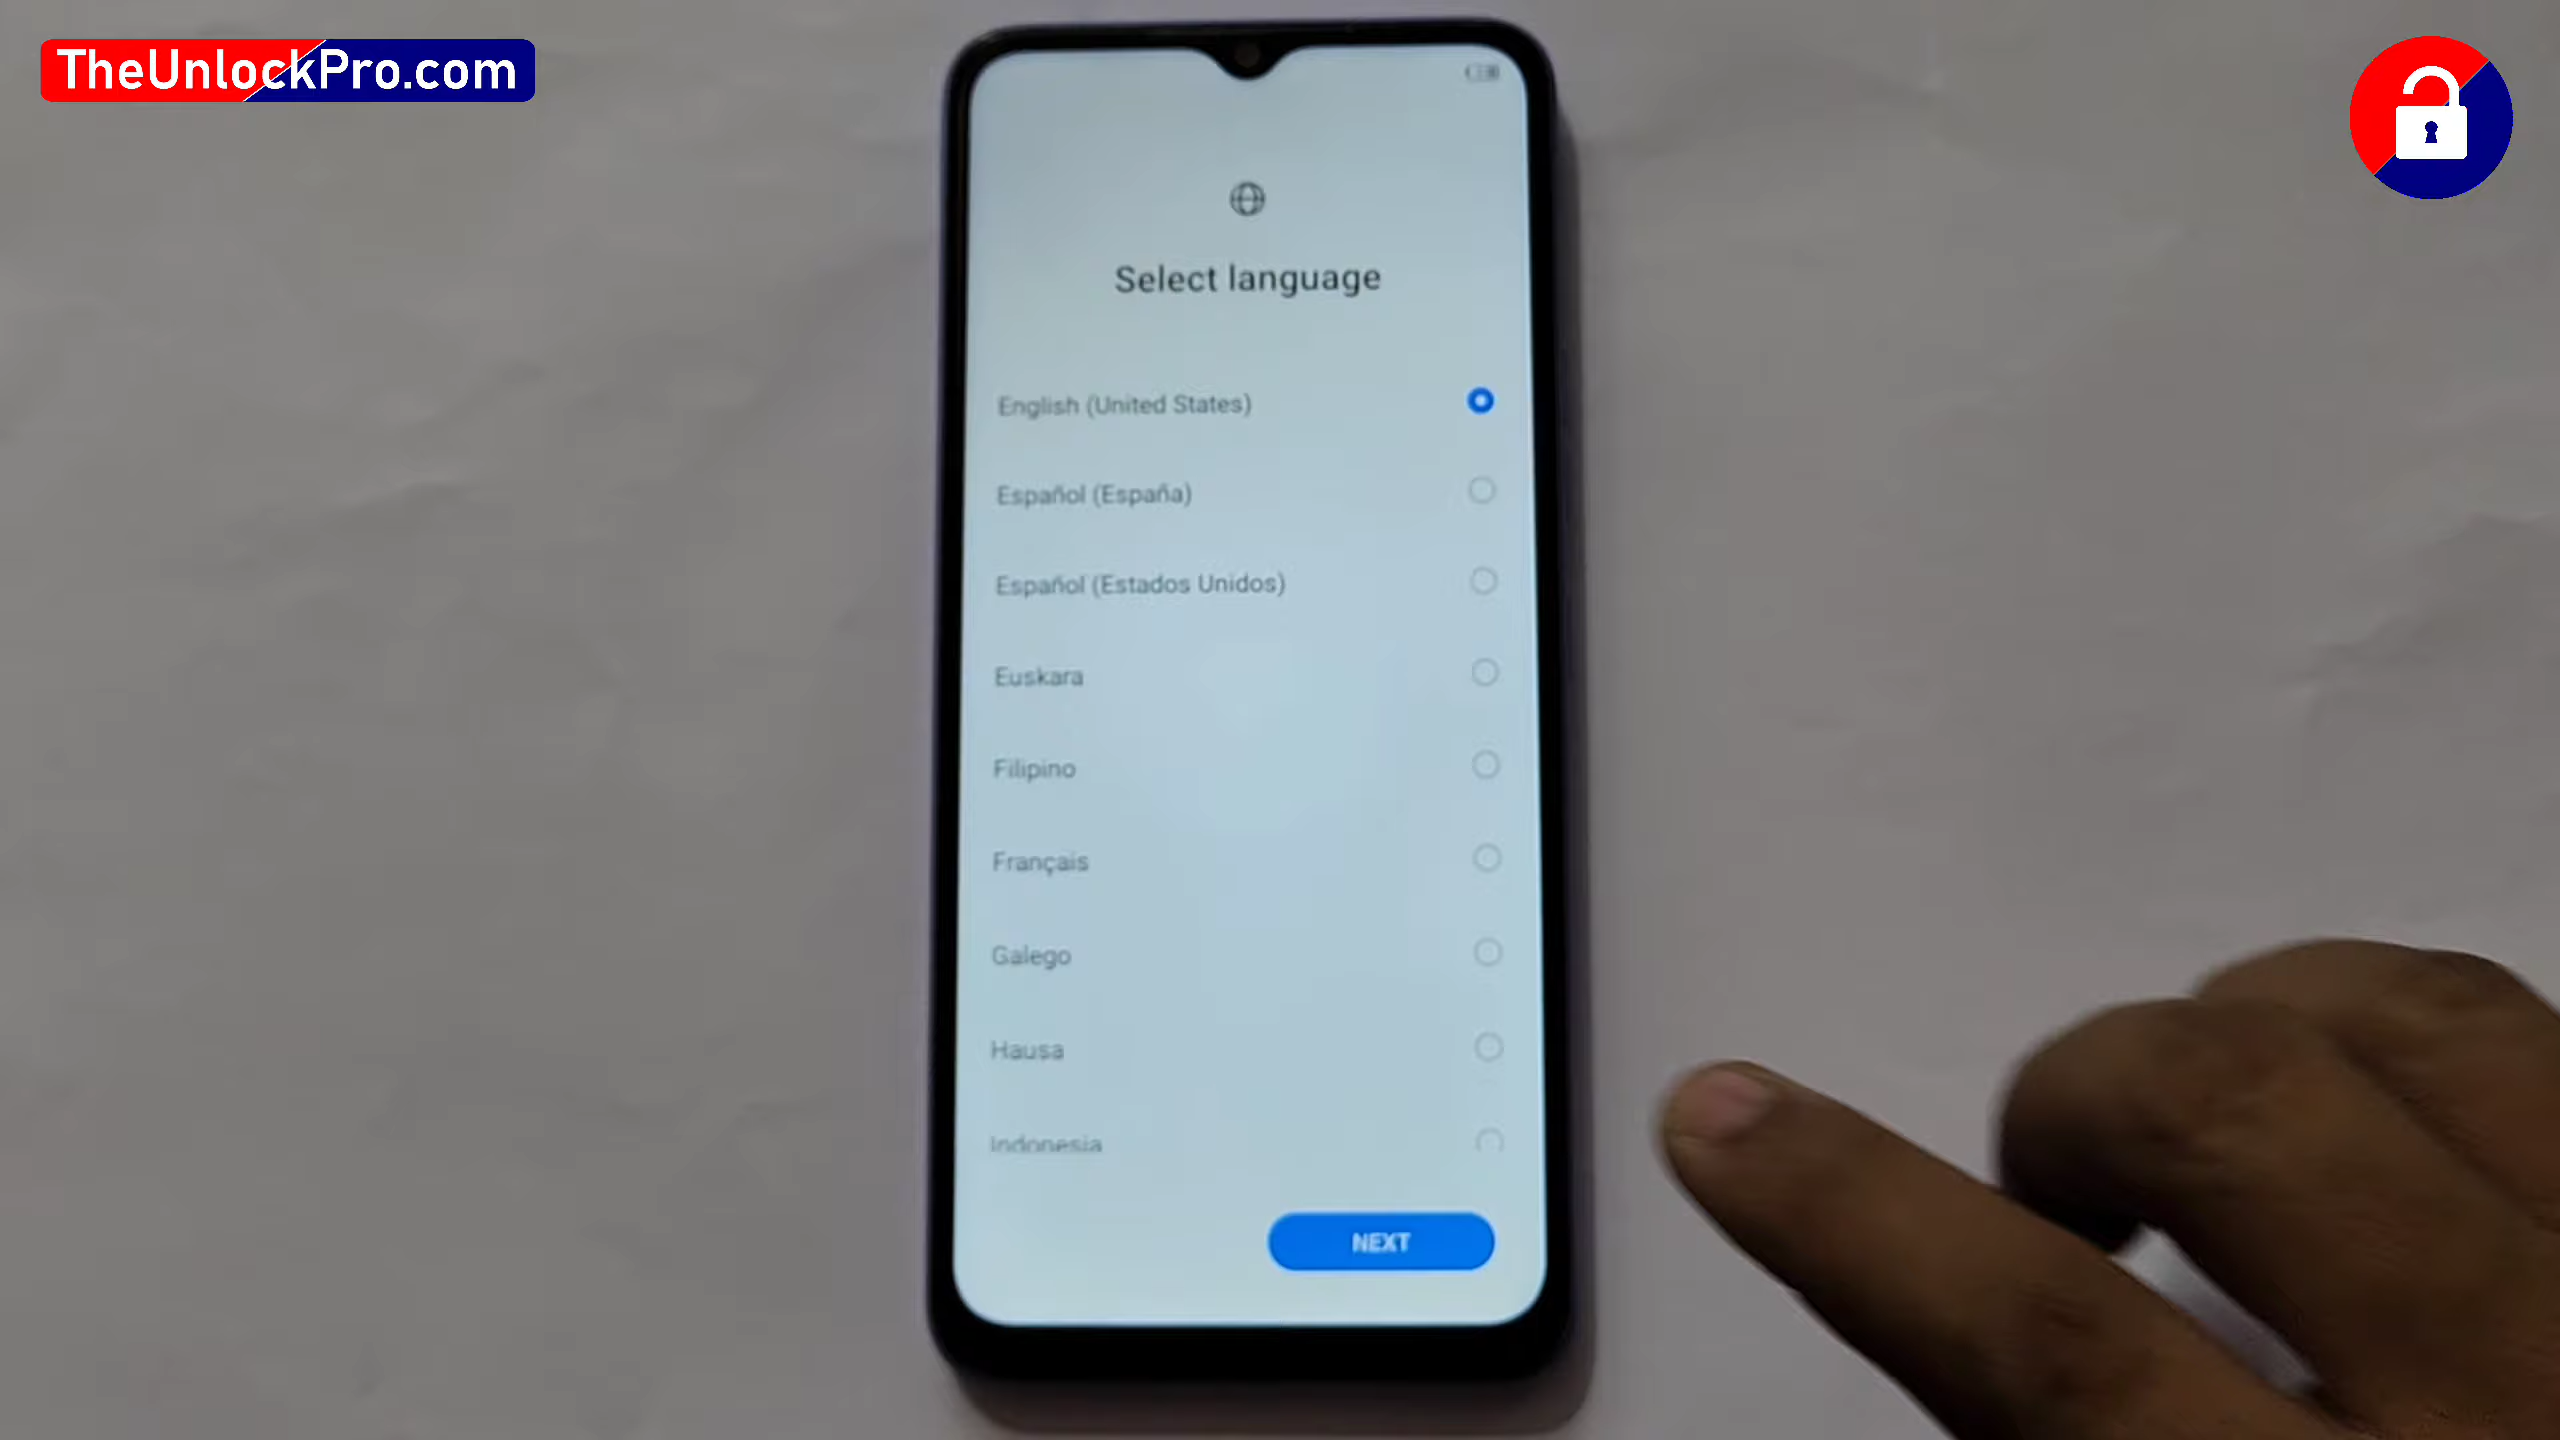 TheUnlockPro.com
Select language
English (United States)
Español (España)
Español (Estados Unidos)
Euskara
Filipino
Français
Galego
Hausa
Indonesia
NEXT